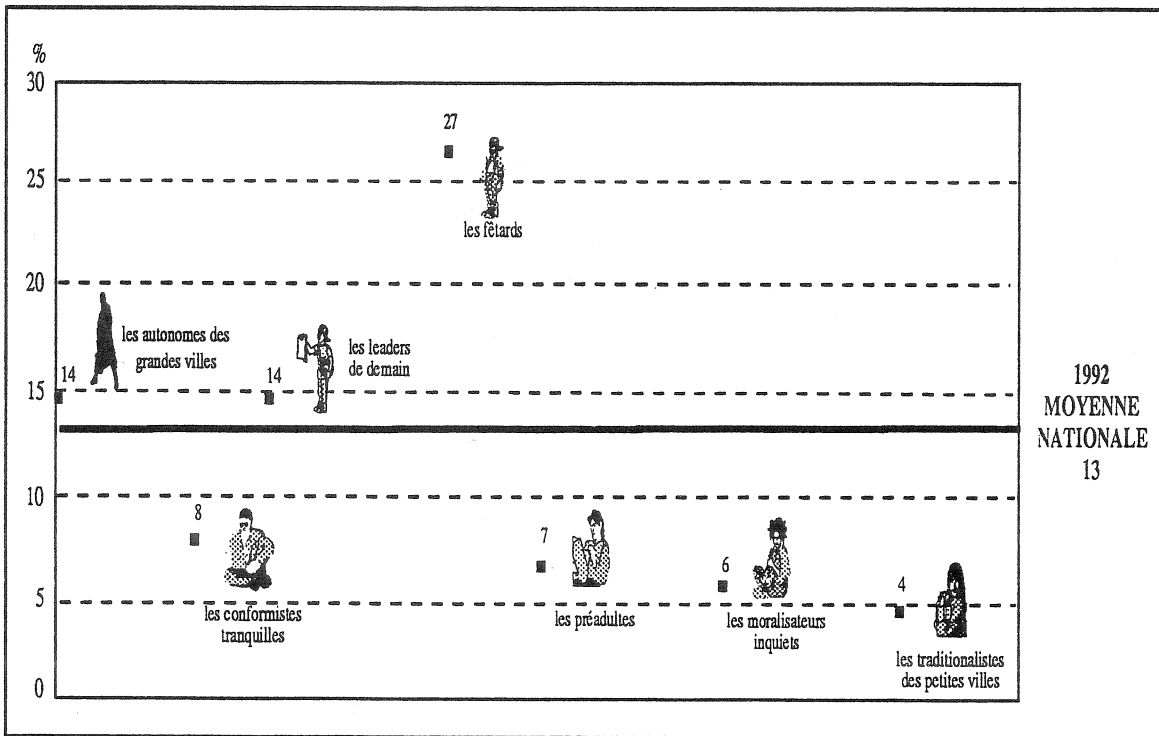 %
30
27
25
les fêtards
20
les autonomes des
grandes villes
les leaders
de demain
14
14
15
1992
MOYENNE
NATIONALE
13
10
8
7
6
5
4
les conformistes
tranquilles
les préadultes
les moralisateurs
inquiets
les traditionalistes
des petites villes
0